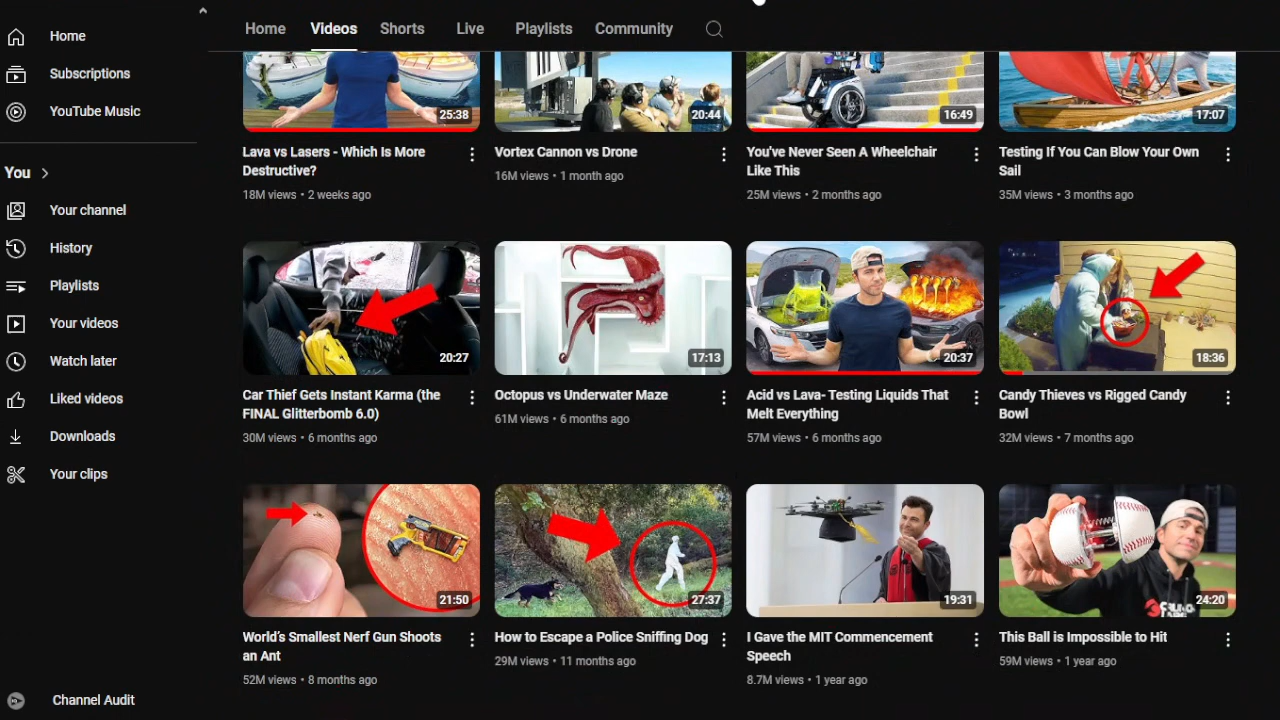 Home
Subscriptions
YouTube Music
You
Your channel
History
Playlists
Your videos
Watch later
Liked videos
Downloads
Your clips
Channel Audit
Home
Videos
Shorts
Live
Playlists
Community
25:38
20:44
16:49
17:07
Lava vs Lasers - Which Is More
Destructive?
18M views • 2 weeks ago
Vortex Cannon vs Drone
16M views • 1 month ago
You've Never Seen A Wheelchair
Like This
25M views • 2 months ago
Testing If You Can Blow Your Own
Sail
35M views • 3 months ago
20:27
17:13
20:37
18:36
Car Thief Gets Instant Karma (the
FINAL Glitterbomb 6.0)
30M views • 6 months ago
Octopus vs Underwater Maze
61M views • 6 months ago
Acid vs Lava- Testing Liquids That
Melt Everything
57M views • 6 months ago
Candy Thieves vs Rigged Candy
Bowl
32M views • 7 months ago
21:50
27:37
19:31
24:20
World's Smallest Nerf Gun Shoots
an Ant
52M views • 8 months ago
How to Escape a Police Sniffing Dog
29M views • 11 months ago
I Gave the MIT Commencement
Speech
8.7M views • 1 year ago
This Ball is Impossible to Hit
59M views • 1 year ago